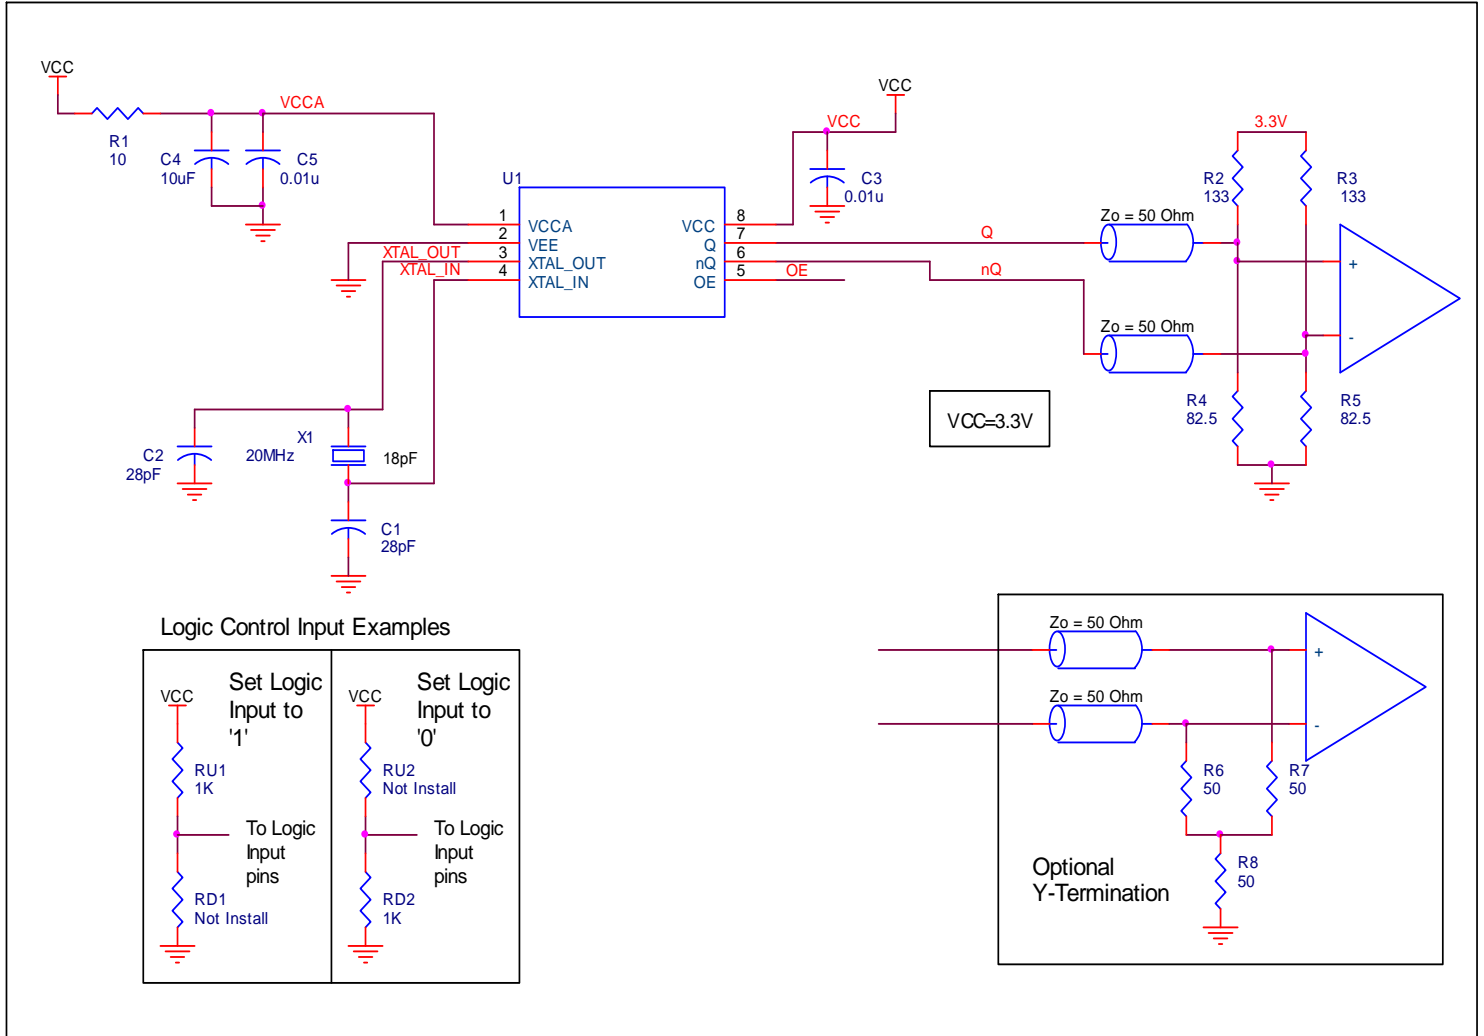 VCC
VCCA
R1
10
C4
10uF
C5
0.01u
VCC
VCC
C3
0.01u
U1
1
VCCA
2
VEE
XTAL_OUT
3
XTAL_OUT
XTAL_IN
4
XTAL_IN
8
VCC
7
Q
6
nQ
5
OE
OE
Q
nQ
Zo = 50 Ohm
Zo = 50 Ohm
3.3V
R2
133
R3
133
+
-
R4
82.5
R5
82.5
VCC=3.3V
C2
28pF
X1
20MHz
18pF
C1
28pF
Logic Control Input Examples
VCC
Set Logic
Input to
'1'
RU1
1K
To Logic
Input
pins
RD1
Not Install
VCC
Set Logic
Input to
'0'
RU2
Not Install
To Logic
Input
pins
RD2
1K
Zo = 50 Ohm
Zo = 50 Ohm
+
-
R6
50
R7
50
R8
50
Optional
Y-Termination